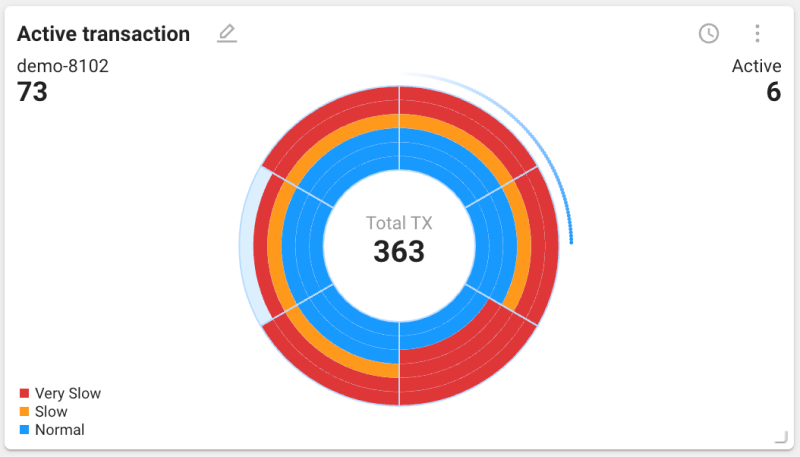 Active transaction
demo-8102
73
Active
6
Total TX
363
Very Slow
Slow
Normal